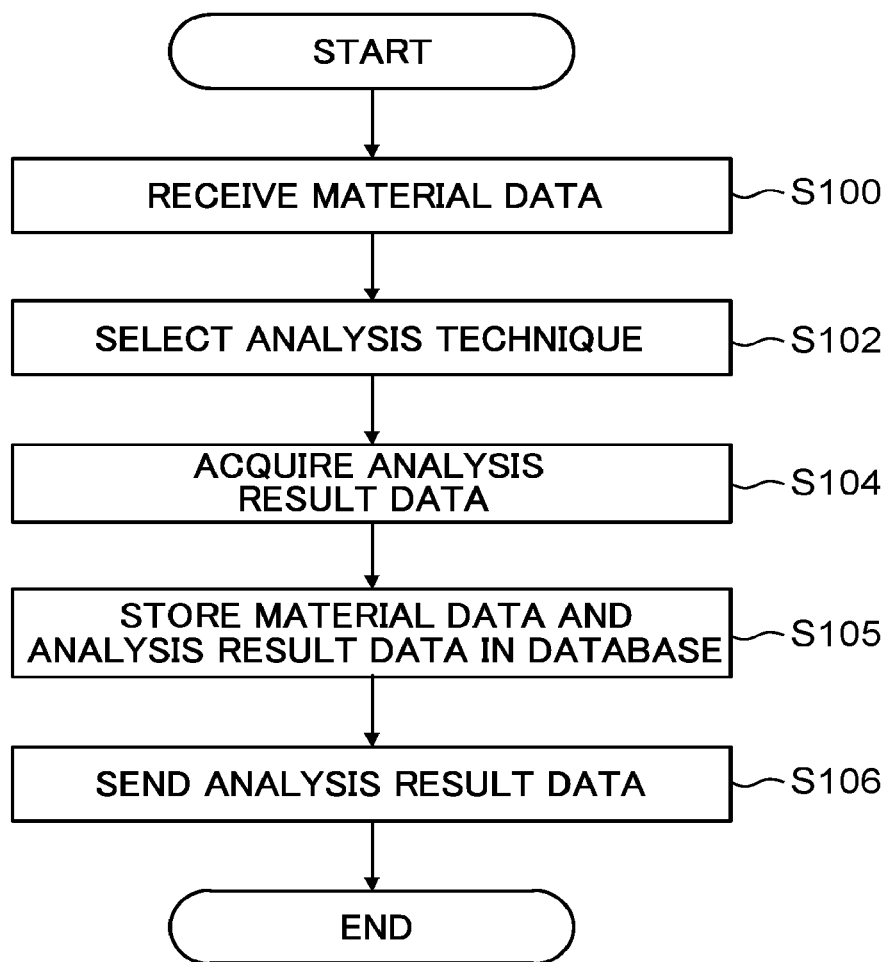 START
RECEIVE MATERIAL DATA
S100
SELECT ANALYSIS TECHNIQUE
S102
ACQUIRE ANALYSIS
RESULT DATA
S104
STORE MATERIAL DATA AND
ANALYSIS RESULT DATA IN DATABASE
S105
SEND ANALYSIS RESULT DATA
S106
END